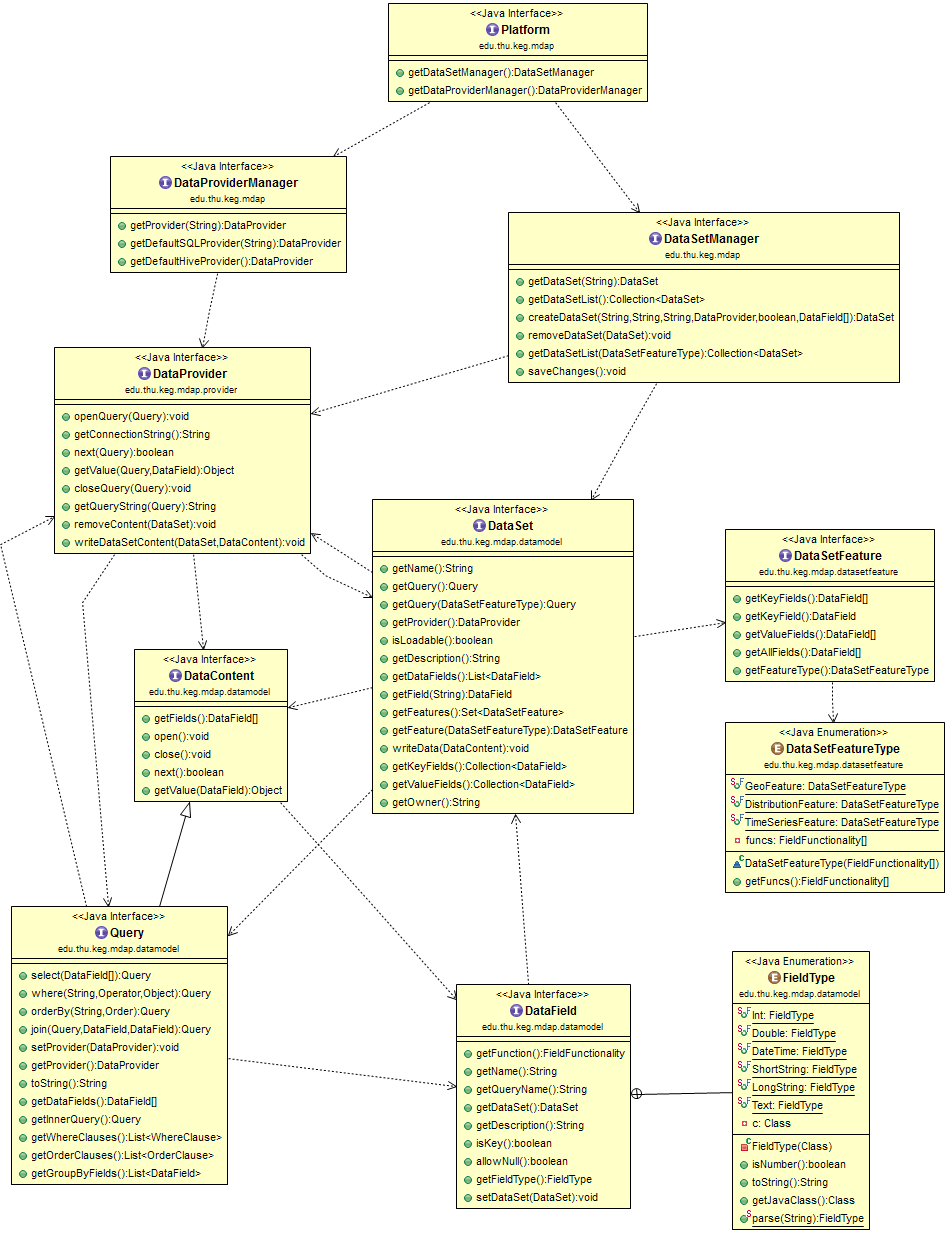 <<Java Interface>>
Platform
edu.thu.keg.mdap
getDataSetManager():DataSetManager
getDataProviderManager():DataProviderManager
<<Java Interface>>
DataProviderManager
edu.thu.keg.mdap
getProvider(String):DataProvider
getDefaultSQLProvider(String):DataProvider
getDefaultHiveProvider():DataProvider
<<Java Interface>>
DataSetManager
edu.thu.keg.mdap
getDataSet(String):DataSet
getDataSetList():Collection<DataSet>
createDataSet(String,String,String,DataProvider,boolean,DataField[]):DataSet
removeDataSet(DataSet):void
getDataSetList(DataSetFeatureType):Collection<DataSet>
saveChanges():void
<<Java Interface>>
DataProvider
edu.thu.keg.mdap.provider
openQuery(Query):void
getConnectionString():String
next(Query):boolean
getValue(Query,DataField):Object
closeQuery(Query):void
getQueryString(Query):String
removeContent(DataSet):void
writeDataSetContent(DataSet,DataContent):void
<<Java Interface>>
DataSet
edu.thu.keg.mdap.datamodel
getName():String
getQuery():Query
getQuery(DataSetFeatureType):Query
getProvider():DataProvider
isLoadable():boolean
getDescription():String
getDataFields():List<DataField>
getField(String):DataField
getFeatures():Set<DataSetFeature>
getFeature(DataSetFeatureType):DataSetFeature
writeData(DataContent):void
getKeyFields():Collection<DataField>
getValueFields():Collection<DataField>
getOwner():String
<<Java Interface>>
DataSetFeature
edu.thu.keg.mdap.datasetfeature
getKeyFields():DataField[]
getKeyField():DataField
getValueFields():DataField[]
getAllFields():DataField[]
getFeatureType():DataSetFeatureType
<<Java Interface>>
DataContent
edu.thu.keg.mdap.datamodel
getFields():DataField[]
open():void
close():void
next():boolean
getValue(DataField):Object
<<Java Enumeration>>
DataSetFeatureType
edu.thu.keg.mdap.datasetfeature
GeoFeature: DataSetFeatureType
DistributionFeature: DataSetFeatureType
TimeSeriesFeature: DataSetFeatureType
funcs: FieldFunctionality[]
DataSetFeatureType(FieldFunctionality[])
getFuncs():FieldFunctionality[]
<<Java Interface>>
Query
edu.thu.keg.mdap.datamodel
select(DataField[]):Query
where(String,Operator,Object):Query
orderBy(String,Order):Query
join(Query,DataField,DataField):Query
setProvider(DataProvider):void
getProvider():DataProvider
toString():String
getDataFields():DataField[]
getInnerQuery():Query
getWhereClauses():List<WhereClause>
getOrderClauses():List<OrderClause>
getGroupByFields():List<DataField>
<<Java Interface>>
DataField
edu.thu.keg.mdap.datamodel
getFunction():FieldFunctionality
getName():String
getQueryName():String
getDataSet():DataSet
getDescription():String
isKey():boolean
allowNull():boolean
getFieldType():FieldType
setDataSet(DataSet):void
<<Java Enumeration>>
FieldType
edu.thu.keg.mdap.datamodel
Int: FieldType
Double: FieldType
DateTime: FieldType
ShortString: FieldType
LongString: FieldType
Text: FieldType
c: Class
FieldType(Class)
isNumber():boolean
toString():String
getJavaClass():Class
parse(String):FieldType